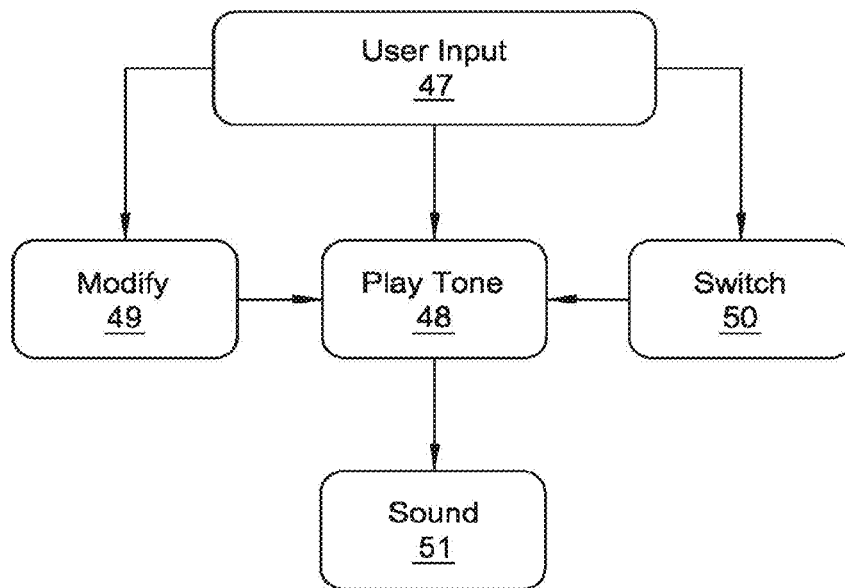 User Input
47
Modify
49
Play Tone
48
Switch
50
Sound
51